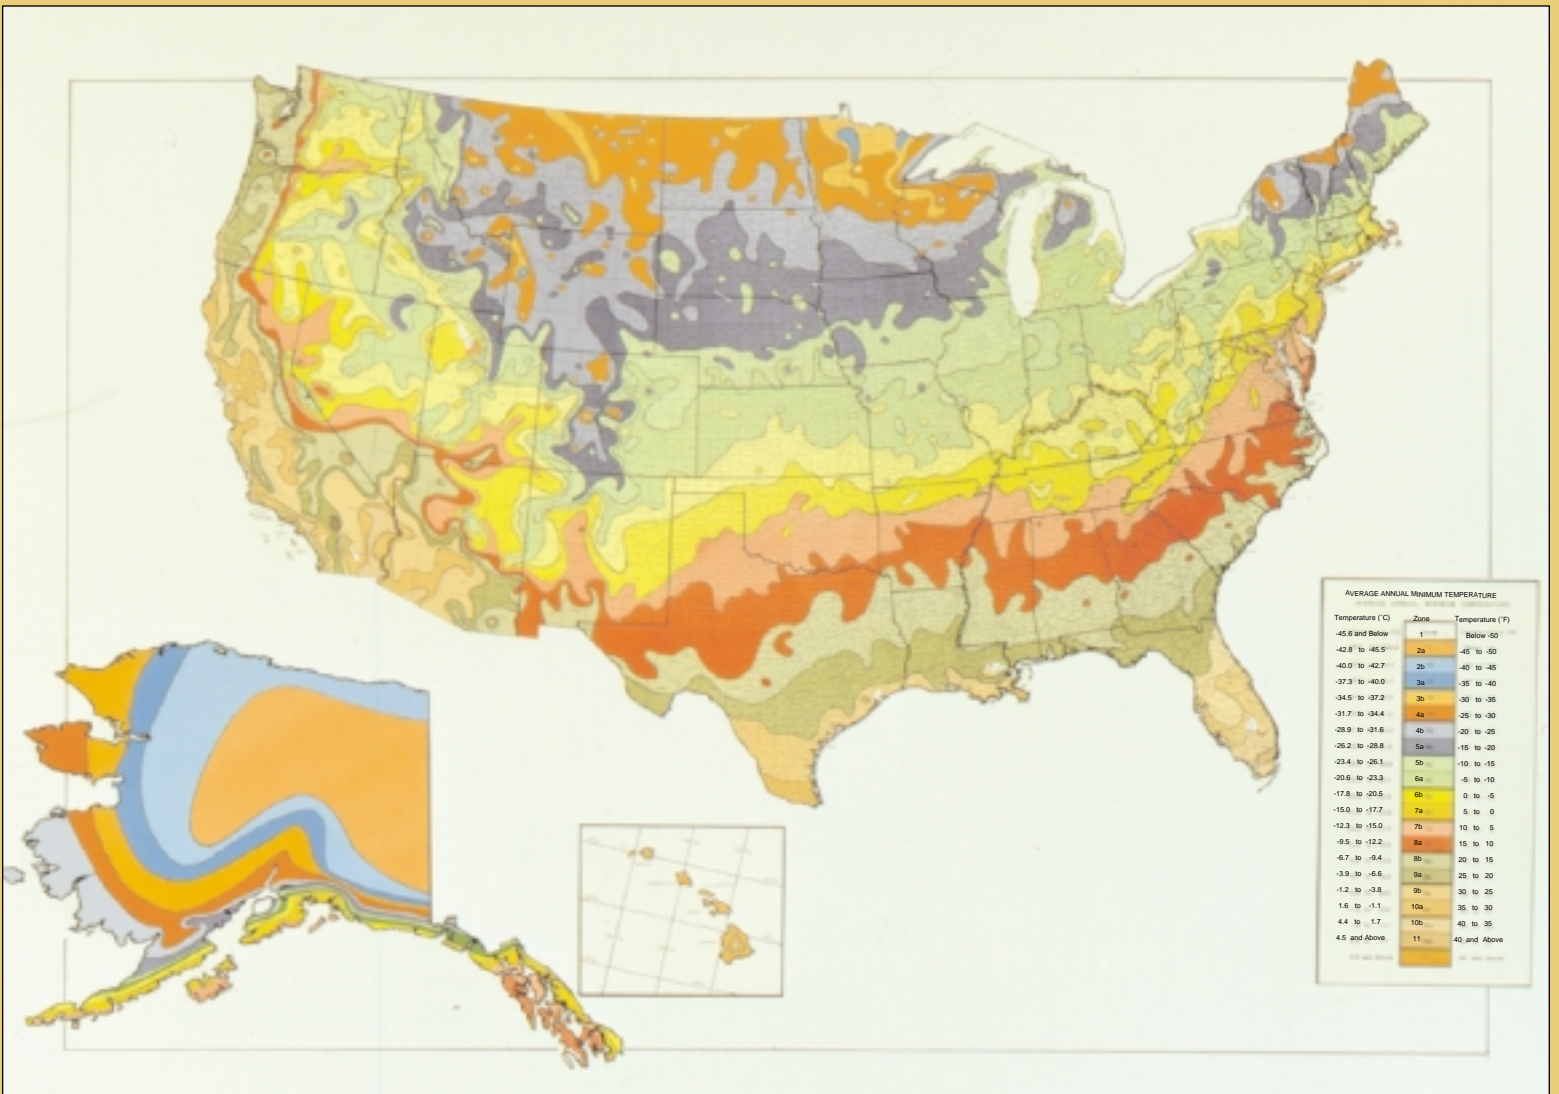 AVERAGE ANNUAL MINIMUM TEMPERATURE
Temperature (˚C) Zone Temperature (˚F)
-45.6 and Below 1 Below -50
-42.8 to -45.5 2a -45 to -50
-40.0 to -42.7 2b -40 to -45
-37.3 to -40.0 3a -35 to -40
-34.5 to -37.2 3b -30 to -35
-31.7 to -34.4 4a -25 to -30
-28.9 to -31.6 4b -20 to -25
-26.2 to -28.8 5a -15 to -20
-23.4 to -26.1 5b -10 to -15
-20.6 to -23.3 6a -5 to -10
-17.8 to -20.5 6b 0 to -5
-15.0 to -17.7 7a 5 to 0
-12.3 to -15.0 7b 10 to 5
-9.5 to -12.2 8a 15 to 10
-6.7 to -9.4 8b 20 to 15
-3.9 to -6.6 9a 25 to 20
-1.2 to -3.8 9b 30 to 25
1.6 to -1.1 10a 35 to 30
4.4 to 1.7 10b 40 to 35
4.5 and Above 11 40 and Above